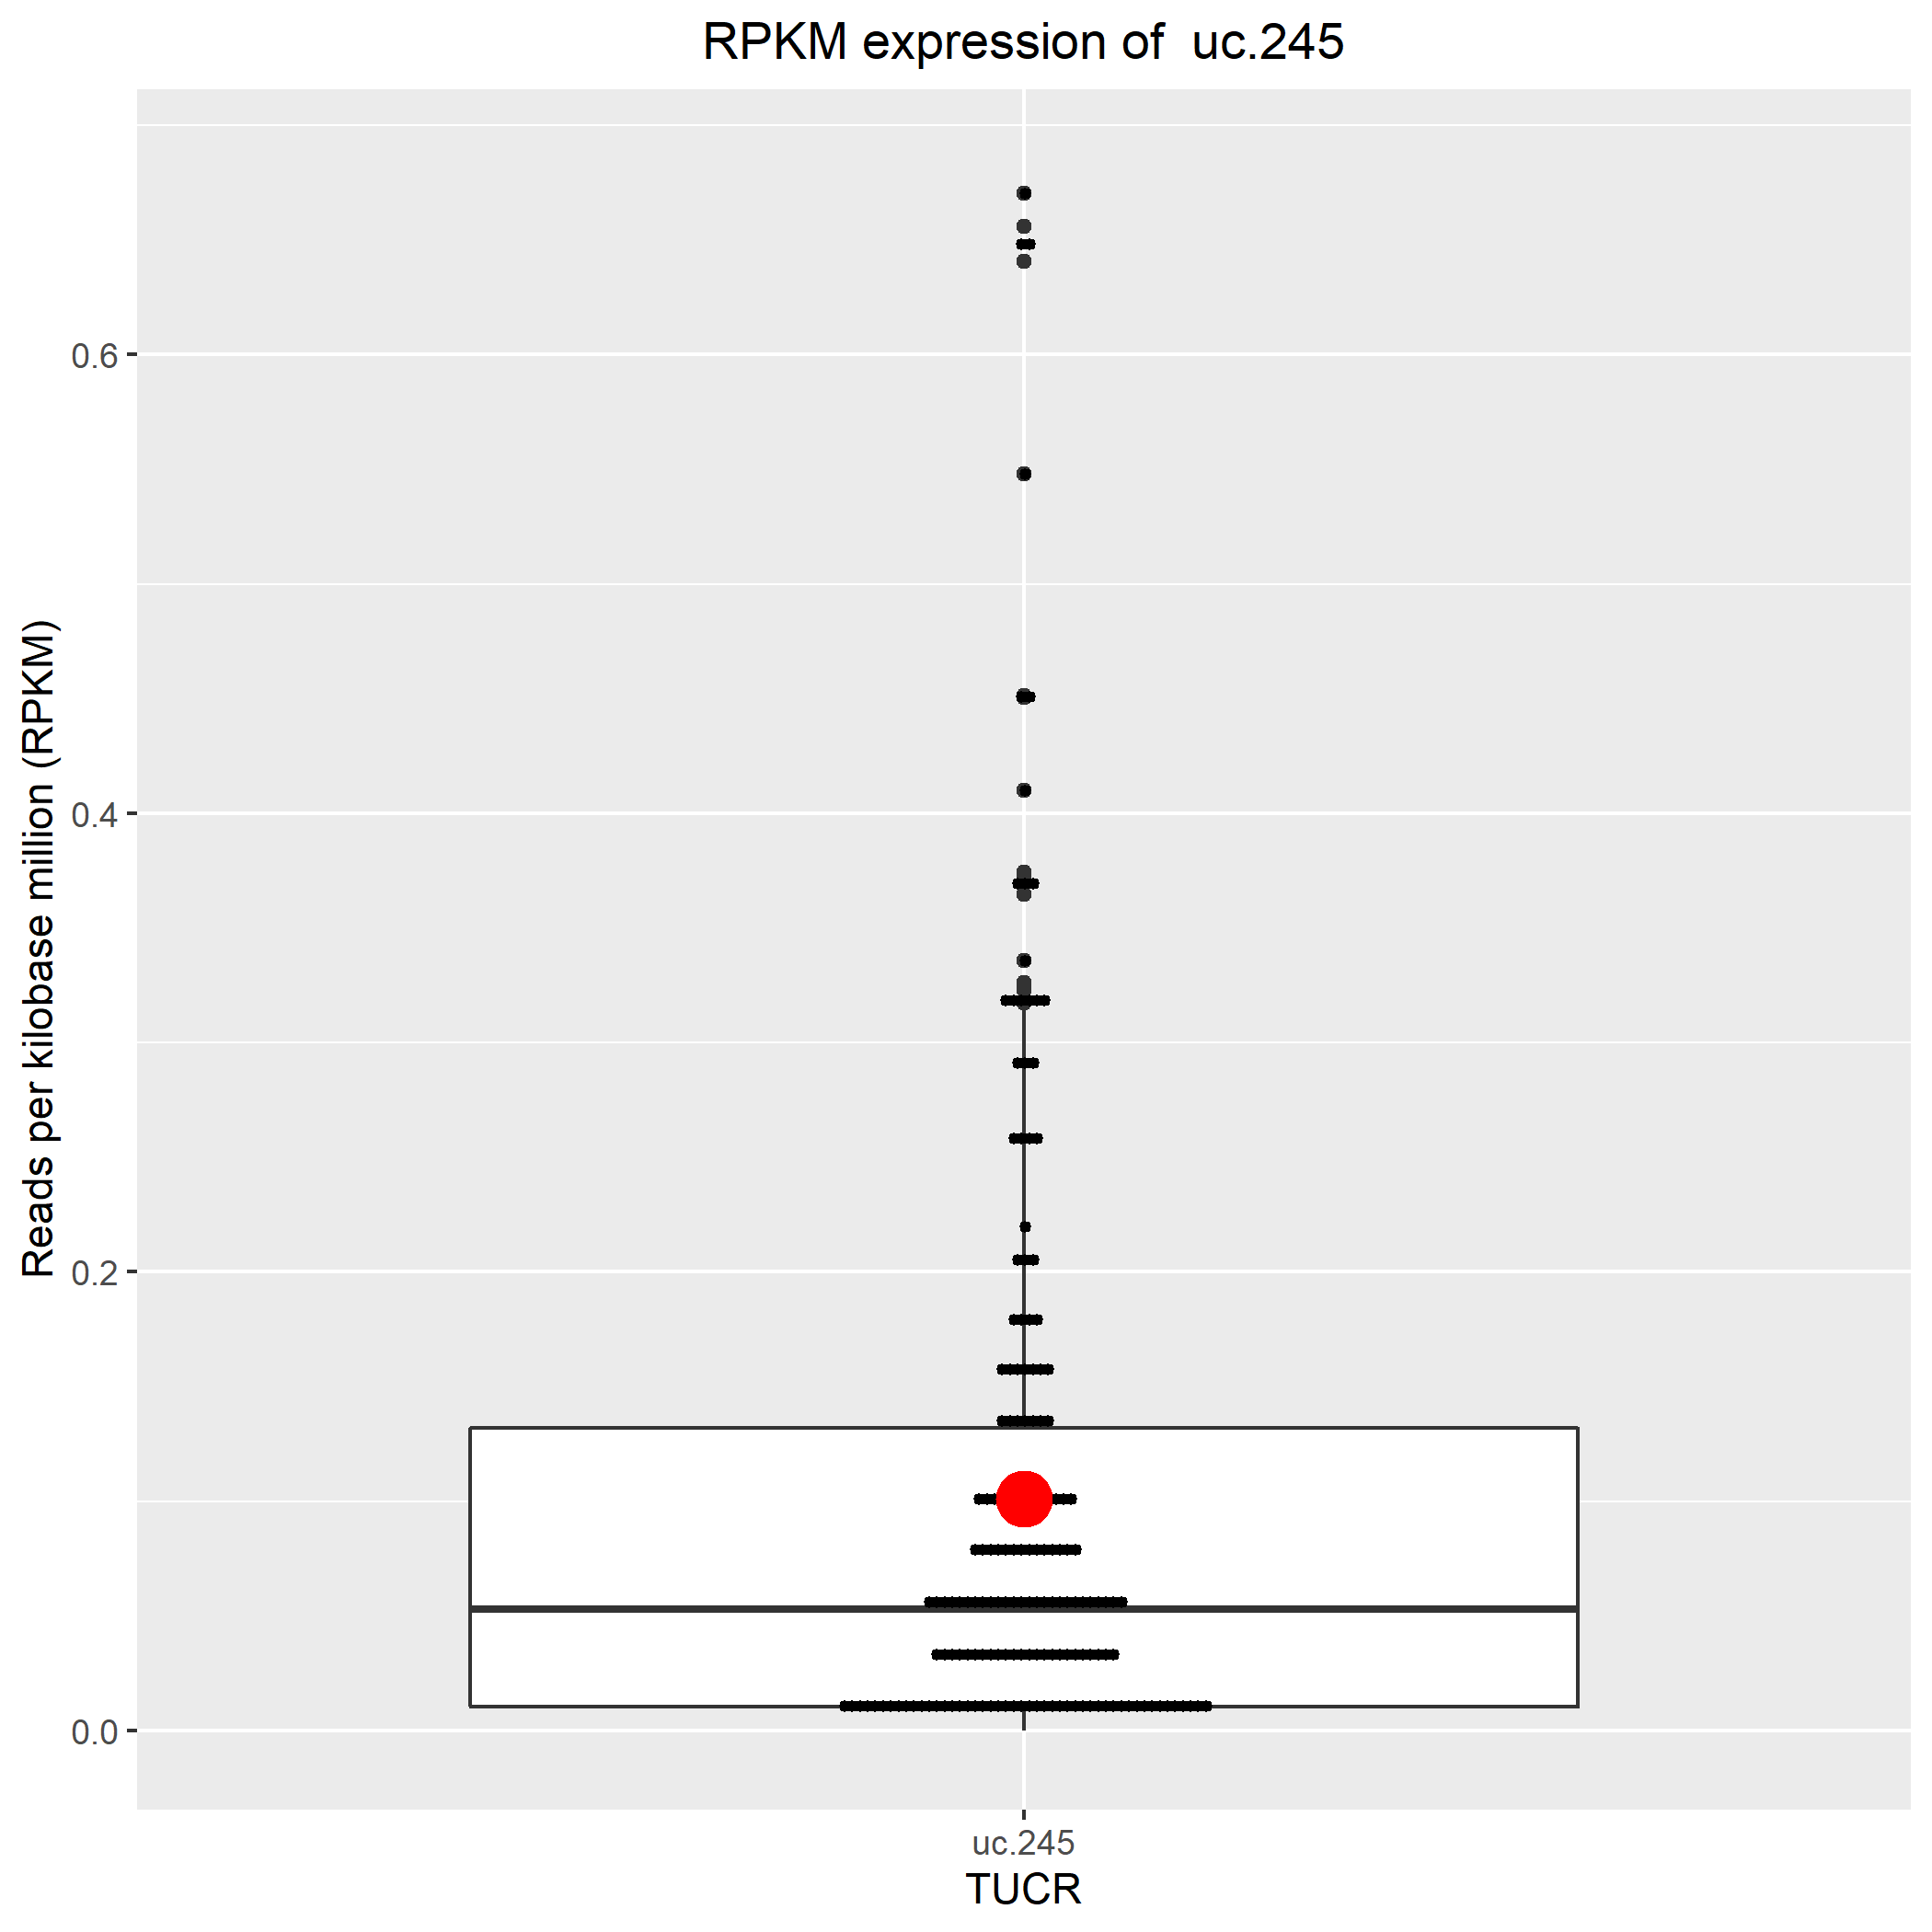 RPKM expression of  uc.245
Reads per kilobase million (RPKM)
0.6
0.4
0.2
0.0
uc.245
TUCR